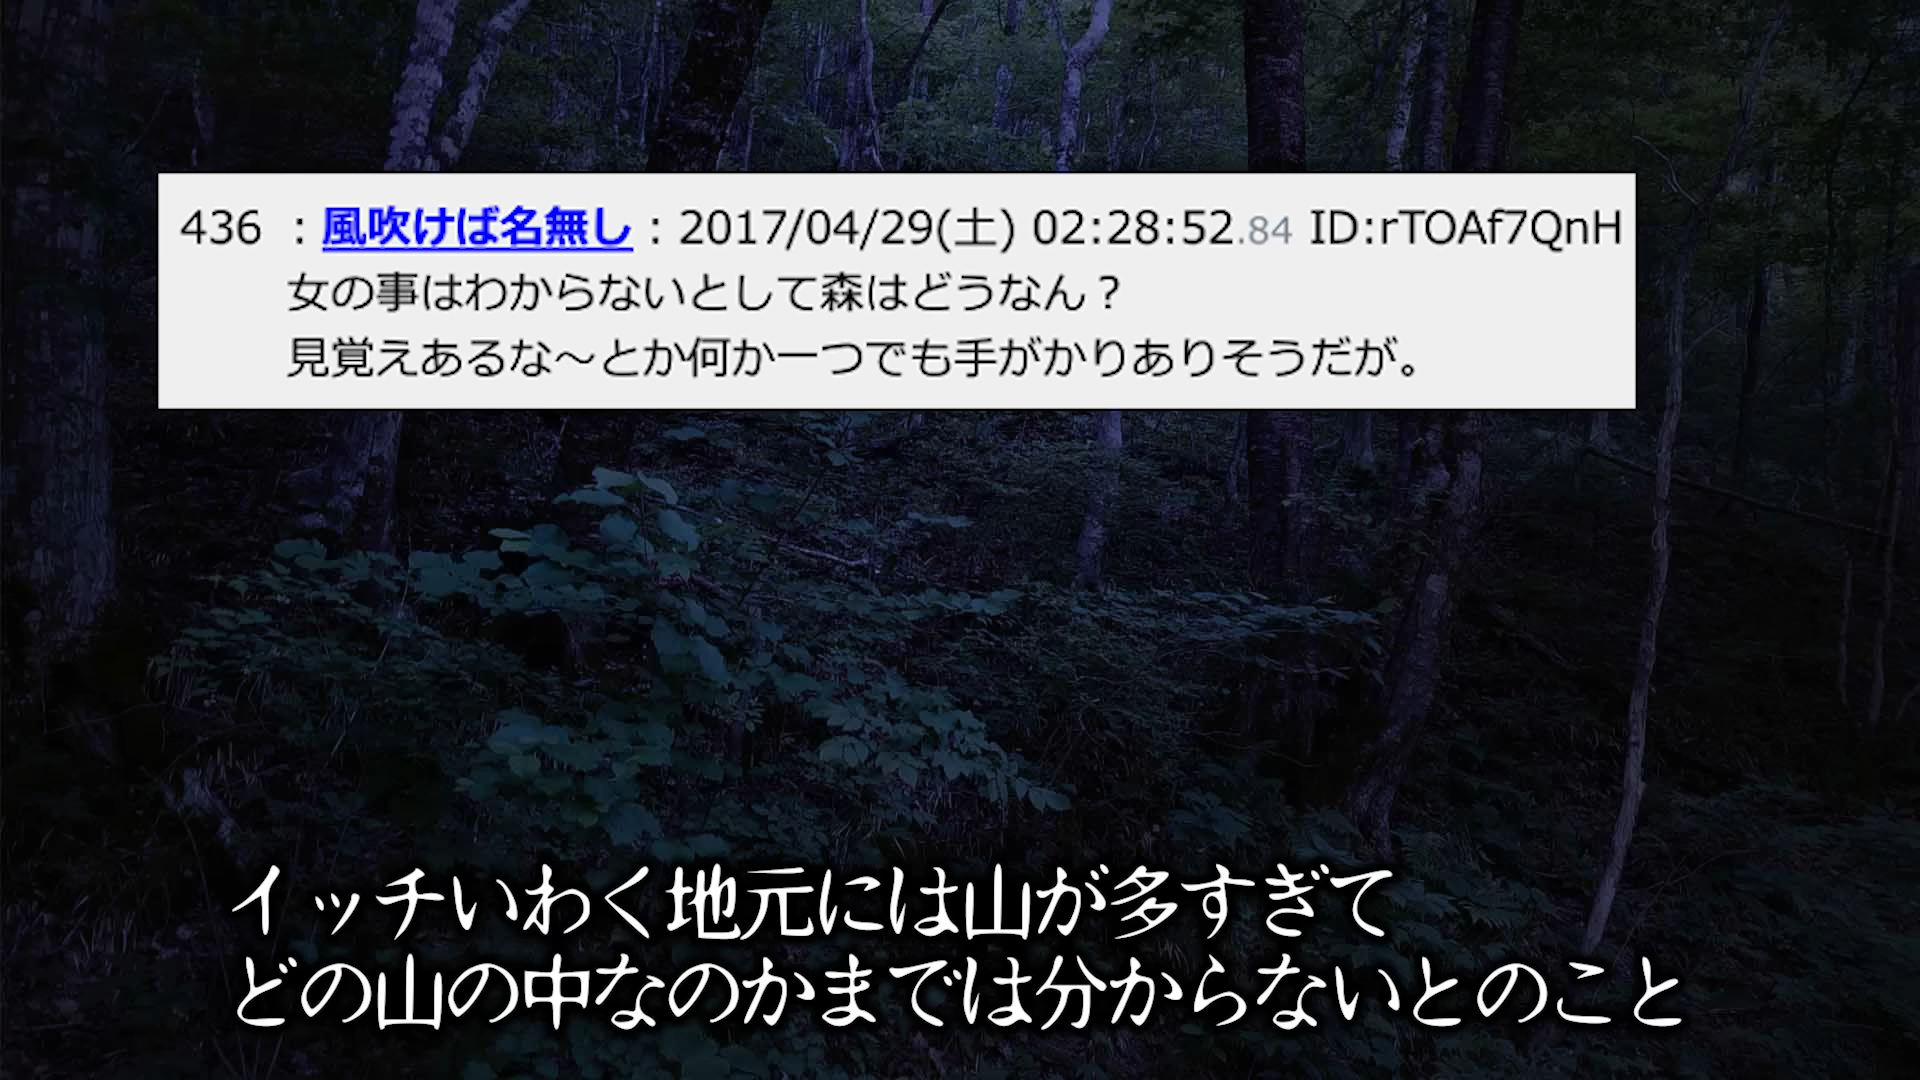 436 ：風吹けば名無し：2017/04/29(土) 02:28:52.84 ID:rTOAf7QnH
女の事はわからないとして森はどうなん？
見覚えあるな～とか何か一つでも手がかりありそうだが。
イッチいわく地元には山が多すぎて
どの山の中なのかまでは分からないとのこと